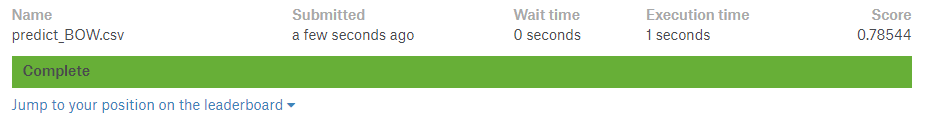 Name Submitted Wait time Execution time Score
predict_BOW.csv a few seconds ago 0 seconds 1 seconds 0.78544
Complete
Jump to your position on the leaderboard